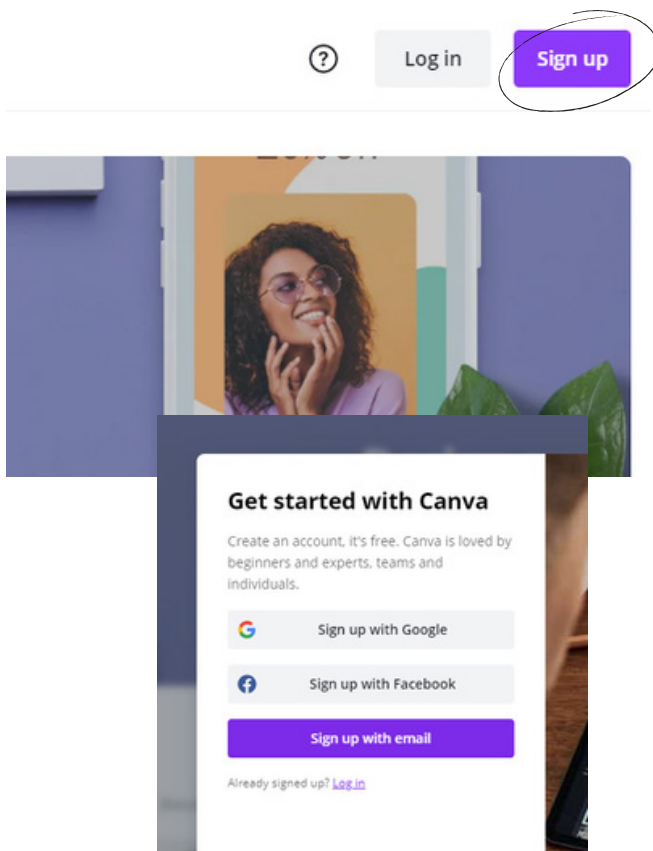 Log in
Sign up
Get started with Canva
Create an account, it's free. Canva is loved by
beginners and experts, teams and
individuals.
Sign up with Google
Sign up with Facebook
Sign up with email
Already signed up? Log in